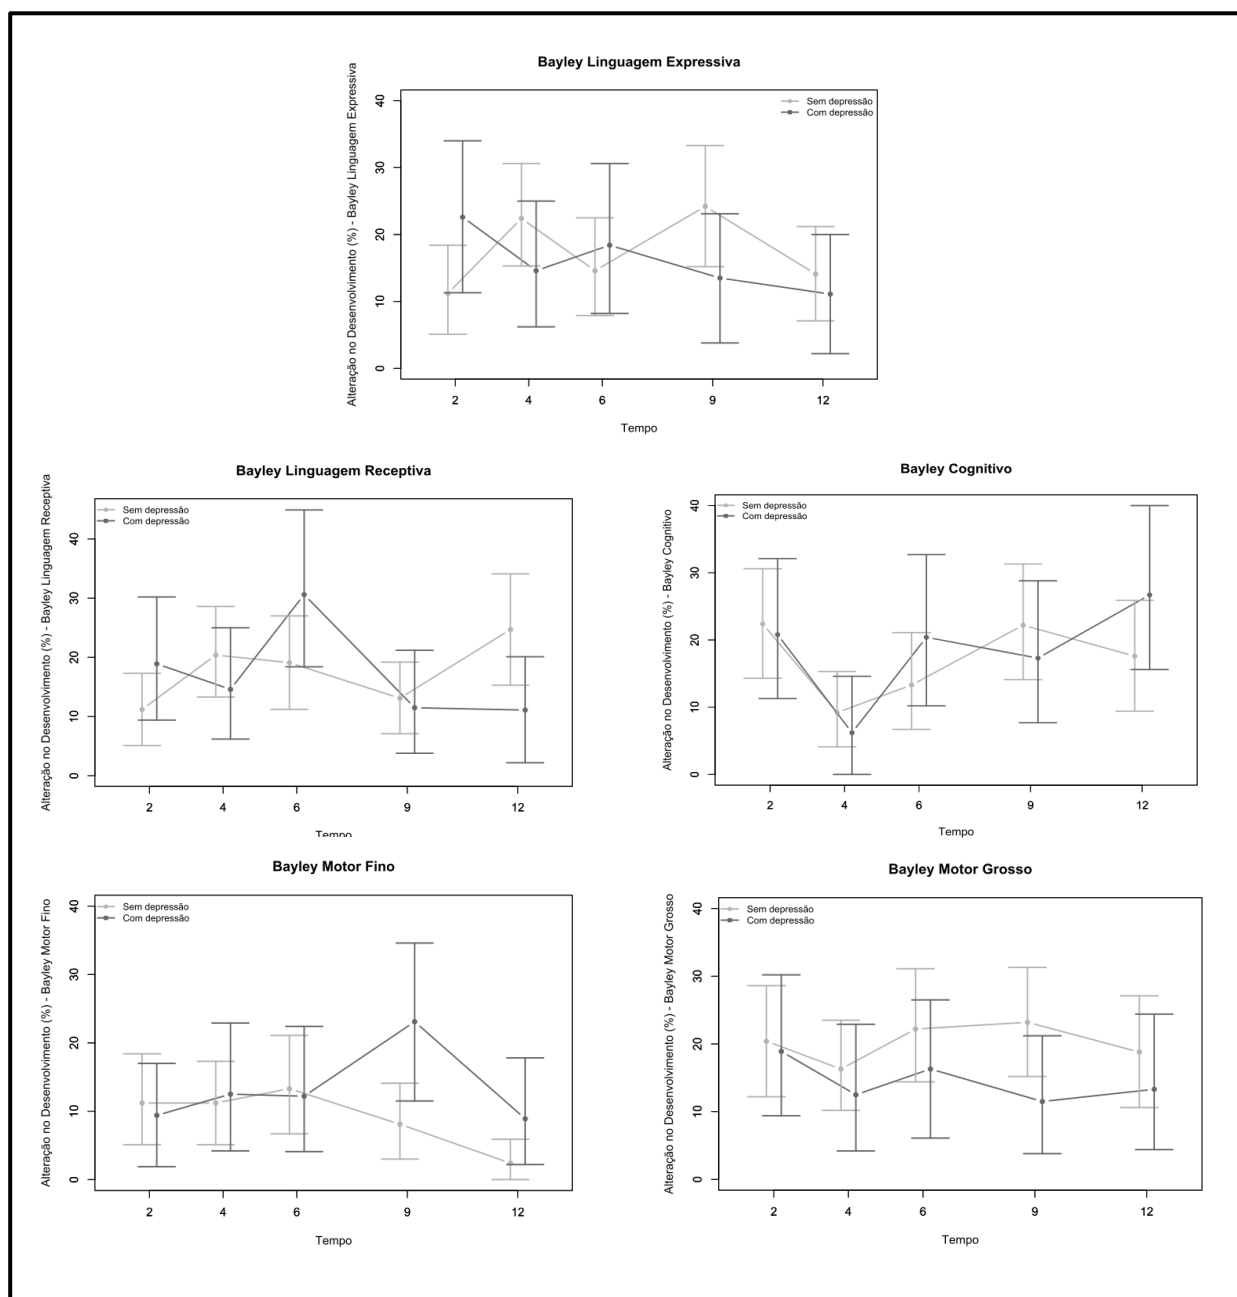 Bayley Linguagem Expressiva
Alteração no Desenvolvimento (%) - Bayley Linguagem Expressiva
Sem depressão
Com depressão
40
30
20
10
0
2 4 6 9 12
Tempo
Bayley Linguagem Receptiva
Alteração no Desenvolvimento (%) - Bayley Linguagem Receptiva
Sem depressão
Com depressão
40
30
20
10
0
2 4 6 9 12
Tempo
Bayley Cognitivo
Alteração no Desenvolvimento (%) - Bayley Cognitivo
Sem depressão
Com depressão
40
30
20
10
0
2 4 6 9 12
Tempo
Bayley Motor Fino
Alteração no Desenvolvimento (%) - Bayley Motor Fino
Sem depressão
Com depressão
40
30
20
10
0
2 4 6 9 12
Tempo
Bayley Motor Grosso
Alteração no Desenvolvimento (%) - Bayley Motor Grosso
Sem depressão
Com depressão
40
30
20
10
0
2 4 6 9 12
Tempo